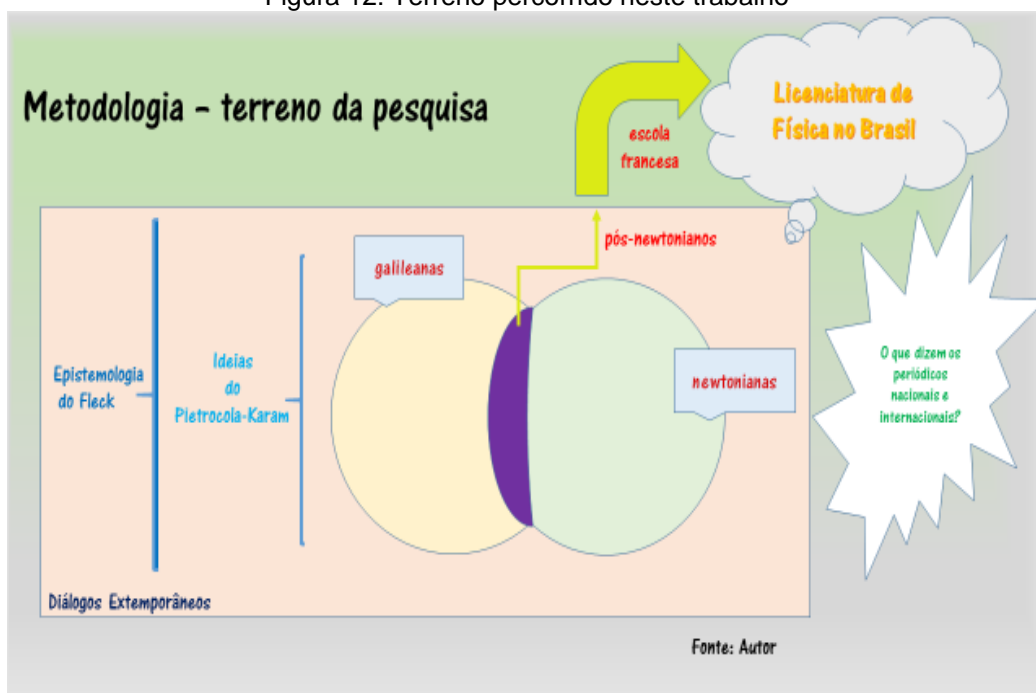 Figura 12: Terreno percorrido neste trabalho
Metodologia – terreno da pesquisa
Licenciatura de
Física no Brasil
escola
francesa
pós-newtonianos
galileanas
Epistemologia
do Fleck
Ideias
do
Pietrocola-Karam
newtonianas
O que dizem os
periódicos
nacionais e
internacionais?
Diálogos Extemporâneos
Fonte: Autor